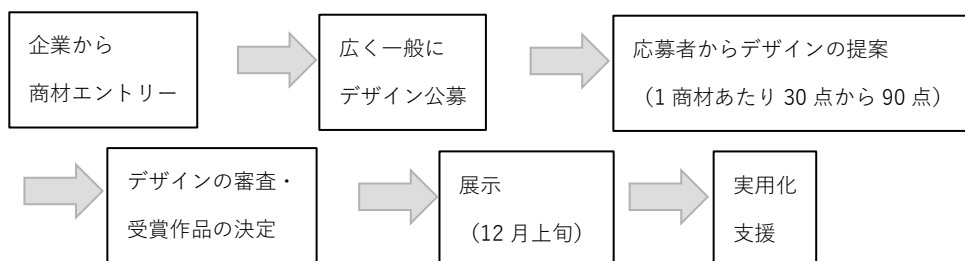 企業から
商材エントリー
広く一般に
デザイン公募
応募者からデザインの提案
（1 商材あたり 30 点から 90 点）
デザインの審査・
受賞作品の決定
展示
（12 月上旬）
実用化
支援